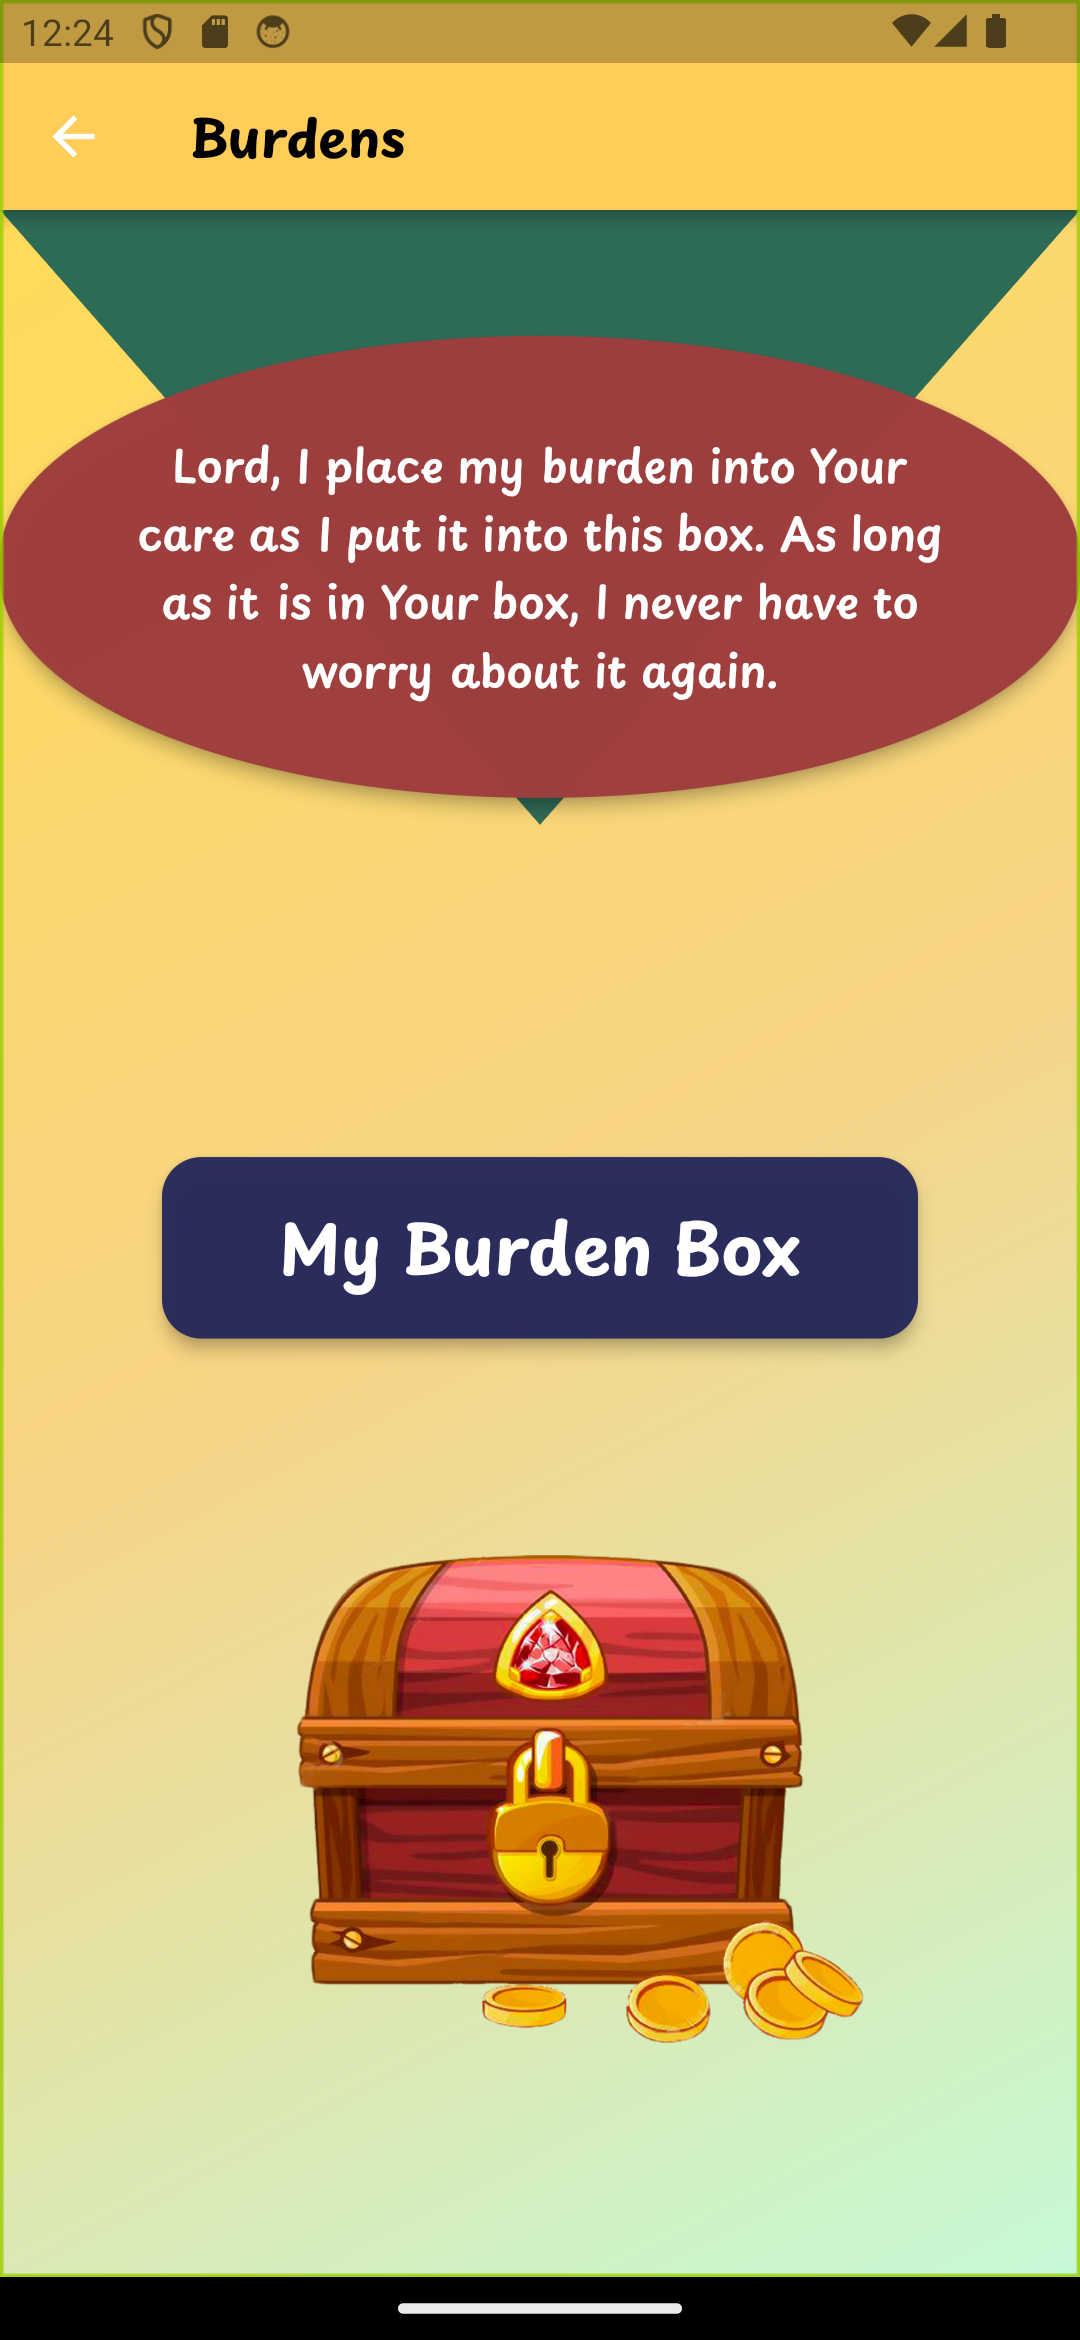 12:24
Burdens
Lord, I place my burden into Your
care as I put it into this box. As long
as it is in Your box, I never have to
worry about it again.
My Burden Box